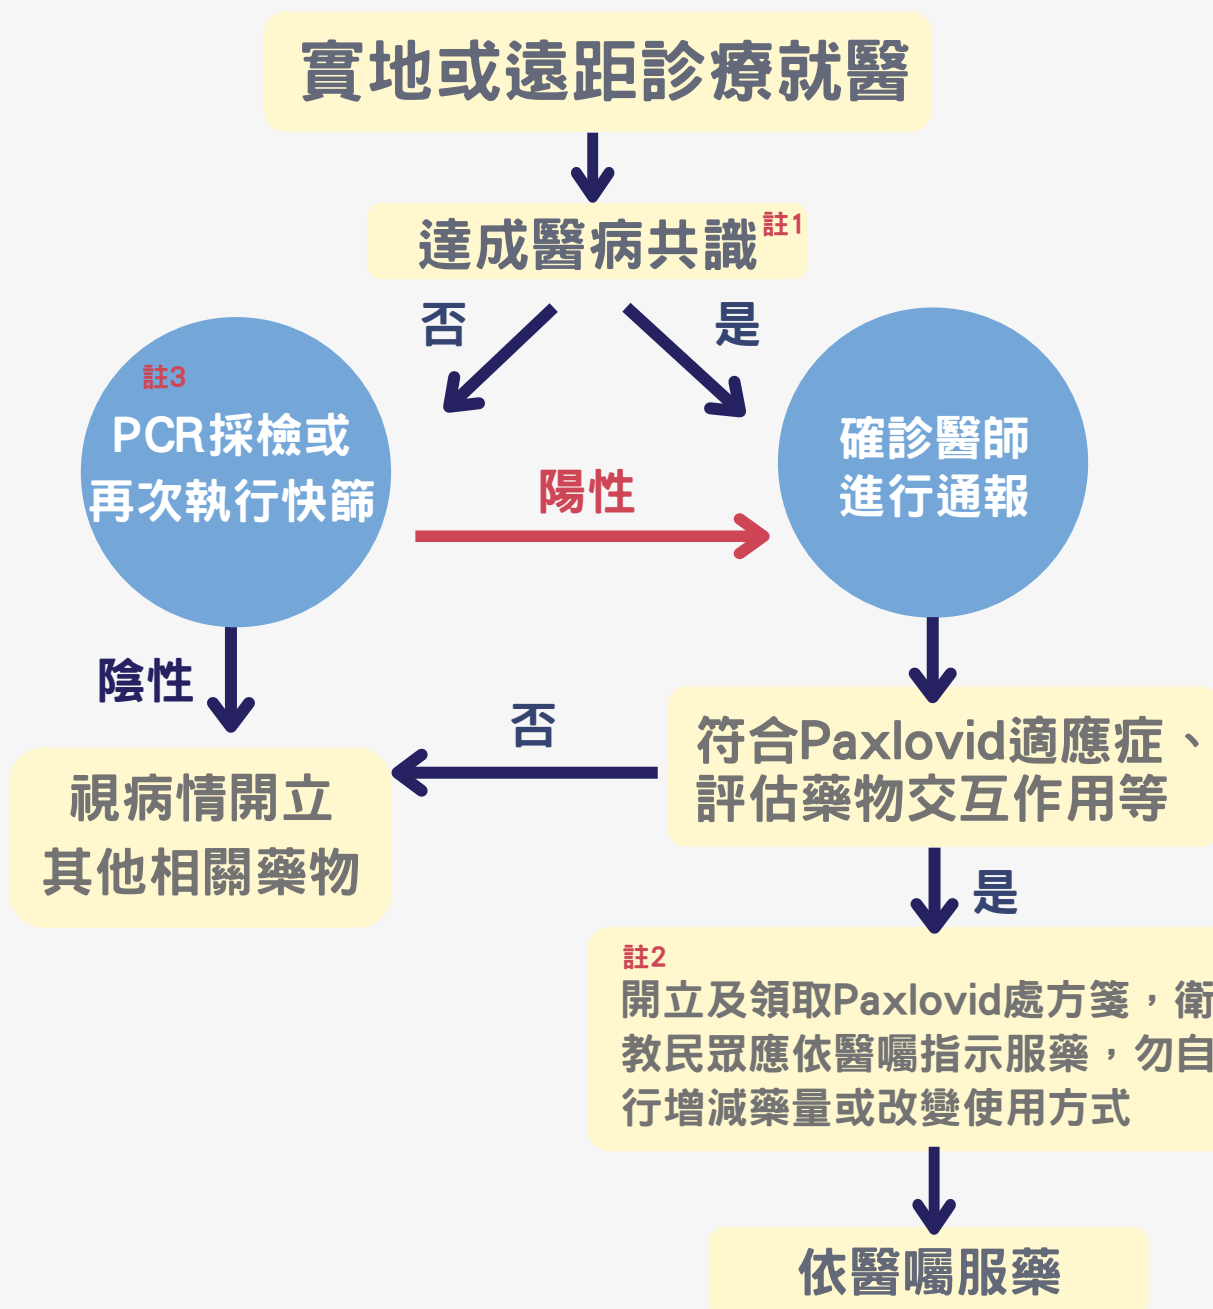 實地或遠距診療就醫
達成醫病共識註1
否
是
註3
PCR採檢或
再次執行快篩
陽性
確診醫師
進行通報
陰性
否
視病情開立
其他相關藥物
符合Paxlovid適應症、
評估藥物交互作用等
是
註2
開立及領取Paxlovid處方箋，衛
教民眾應依醫囑指示服藥，勿自
行增減藥量或改變使用方式
依醫囑服藥